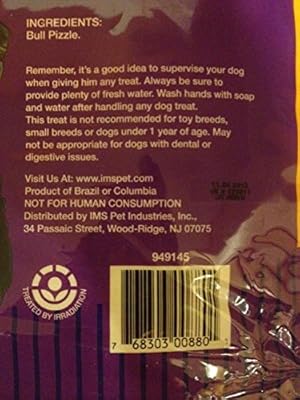 INGREDIENTS:
Bull Pizzle.
Remember, it's a good idea to supervise your dog
when giving him any treat. Always be sure to
provide plenty of fresh water. Wash hands with soap
and water after handling any dog treat.
This treat is not recommended for toy breeds,
small breeds or dogs under 1 year of age. May
not be appropriate for dogs with dental or
digestive issues.
Visit Us At: www.imspet.com
Product of Brazil or Columbia
NOT FOR HUMAN CONSUMPTION
Distributed by IMS Pet Industries, Inc.,
34 Passaic Street, Wood-Ridge, NJ 07075
949145
TREATED BY IRRADIATION
7 68303 00880 1